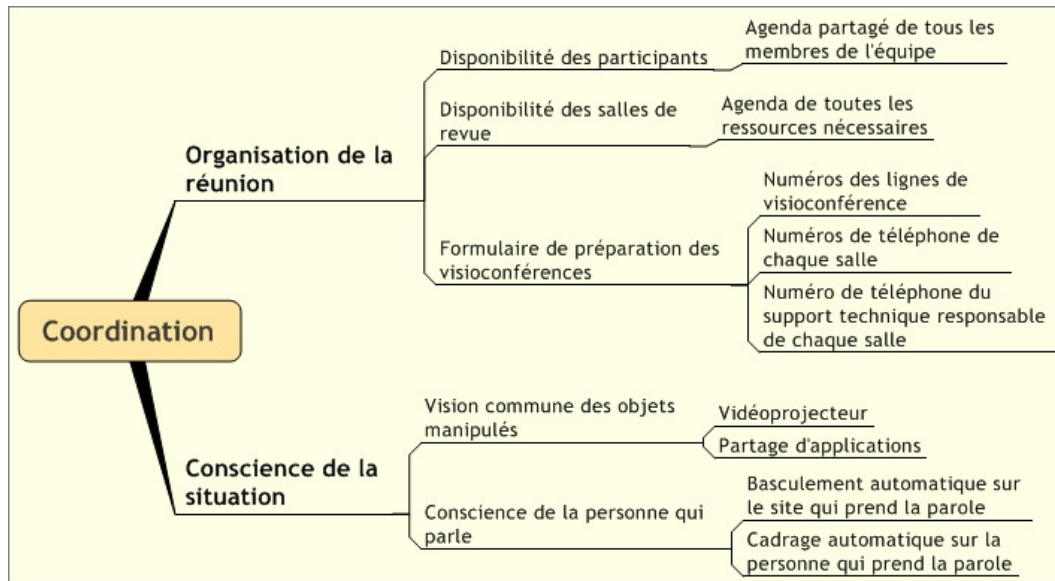 Coordination
Organisation de la
réunion
Disponibilité des participants
Agenda partagé de tous les
membres de l'équipe
Disponibilité des salles de
revue
Agenda de toutes les
ressources nécessaires
Formulaire de préparation des
visioconférences
Numéros des lignes de
visioconférence
Numéros de téléphone de
chaque salle
Numéro de téléphone du
support technique responsable
de chaque salle
Conscience de la
situation
Vision commune des objets
manipulés
Vidéoprojecteur
Partage d'applications
Conscience de la personne qui
parle
Basculement automatique sur
le site qui prend la parole
Cadrage automatique sur la
personne qui prend la parole